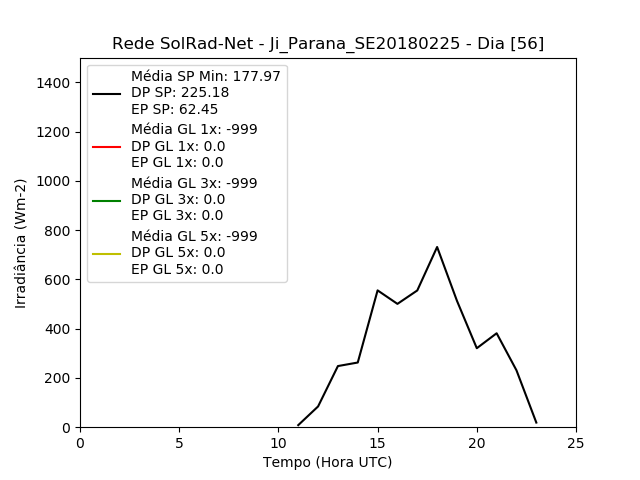 Rede SolRad-Net - Ji_Parana_SE20180225 - Dia [56]
Média SP Min: 177.97
DP SP: 225.18
EP SP: 62.45
Média GL 1x: -999
DP GL 1x: 0.0
EP GL 1x: 0.0
Média GL 3x: -999
DP GL 3x: 0.0
EP GL 3x: 0.0
Média GL 5x: -999
DP GL 5x: 0.0
EP GL 5x: 0.0
Irradiância (Wm-2)
1400
1200
1000
800
600
400
200
0
0 5 10 15 20 25
Tempo (Hora UTC)